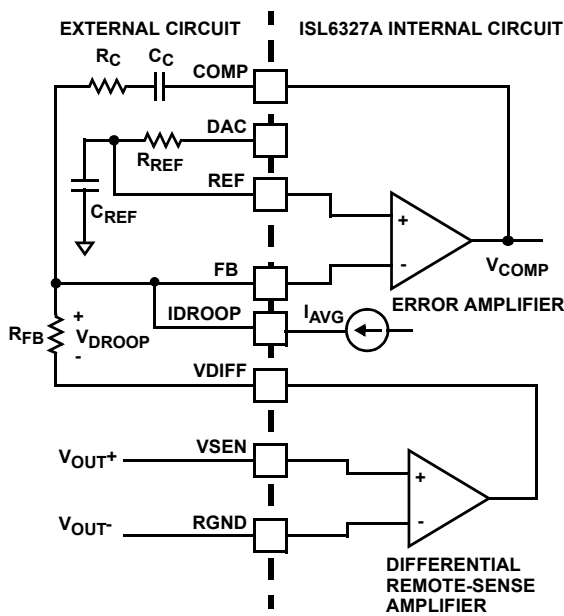 EXTERNAL CIRCUIT
ISL6327A INTERNAL CIRCUIT
RC
CC
COMP
DAC
RREF
REF
CREF
+
-
VCOMP
ERROR AMPLIFIER
FB
IDROOP
IAVG
RFB
+
VDROOP
-
VDIFF
VOUT+
VSEN
+
VOUT-
RGND
-
DIFFERENTIAL
REMOTE-SENSE
AMPLIFIER